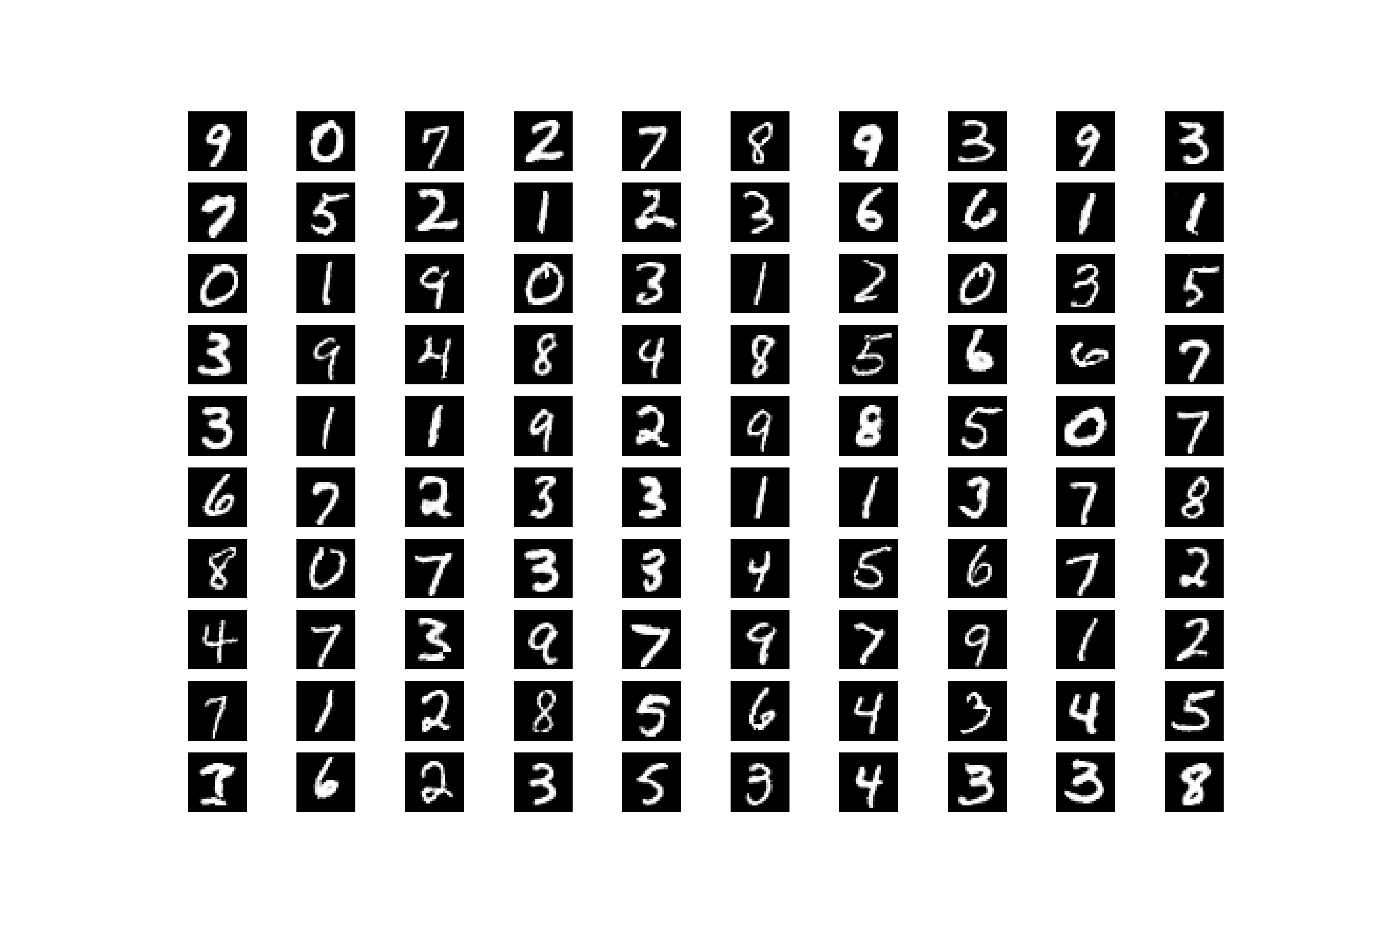 9 0 7 2 7 8 9 3 9 3
7 5 2 1 2 3 6 6 1 1
0 1 9 0 3 1 2 0 3 5
3 9 4 8 4 8 5 6 6 7
3 1 1 9 2 9 8 5 0 7
6 7 2 3 3 1 1 3 7 8
8 0 7 3 3 4 5 6 7 2
4 7 3 9 7 9 7 9 1 2
7 1 2 8 5 6 4 3 4 5
1 6 2 3 5 3 4 3 3 8